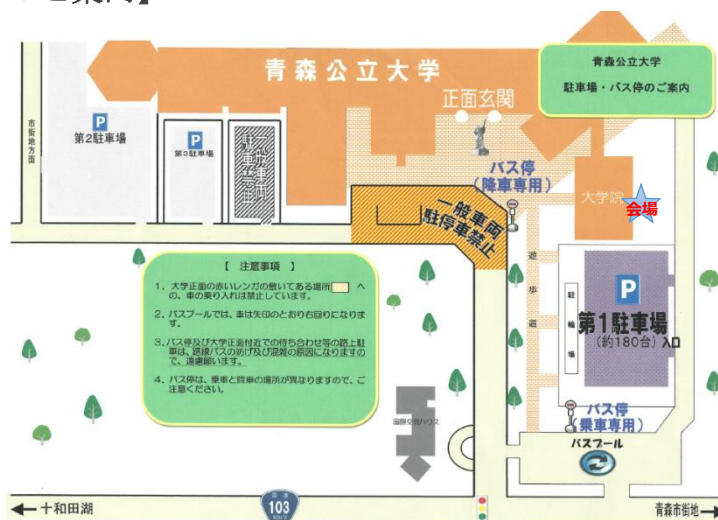 青森公立大学
駐車場・バス停のご案内
青森公立大学
正面玄関
市街地方面
第2駐車場
第3駐車場
バス停
(降車専用)
一般車両
駐停車禁止
大学院
会場
遊歩道
駐輪場
第1駐車場
(約180台)
入口
【 注意事項 】
1、大学正面の赤いレンガの敷いてある場所 へ
の、車の乗り入れは禁止しています。
2、バスプールでは、車は矢印のとおり右回りになりま
す。
3、バス停及び大学正面付近での待ち合わせ等の路上駐
車は、路線バスの妨げ及び混雑の原因になりますの
で、遠慮願います。
4、バス停は、乗車と降車の場所が異なりますので、ご
注意ください。
国際交流ハウス
バス停
(乗車専用)
バスプール
十和田湖
国道
103
青森市街地